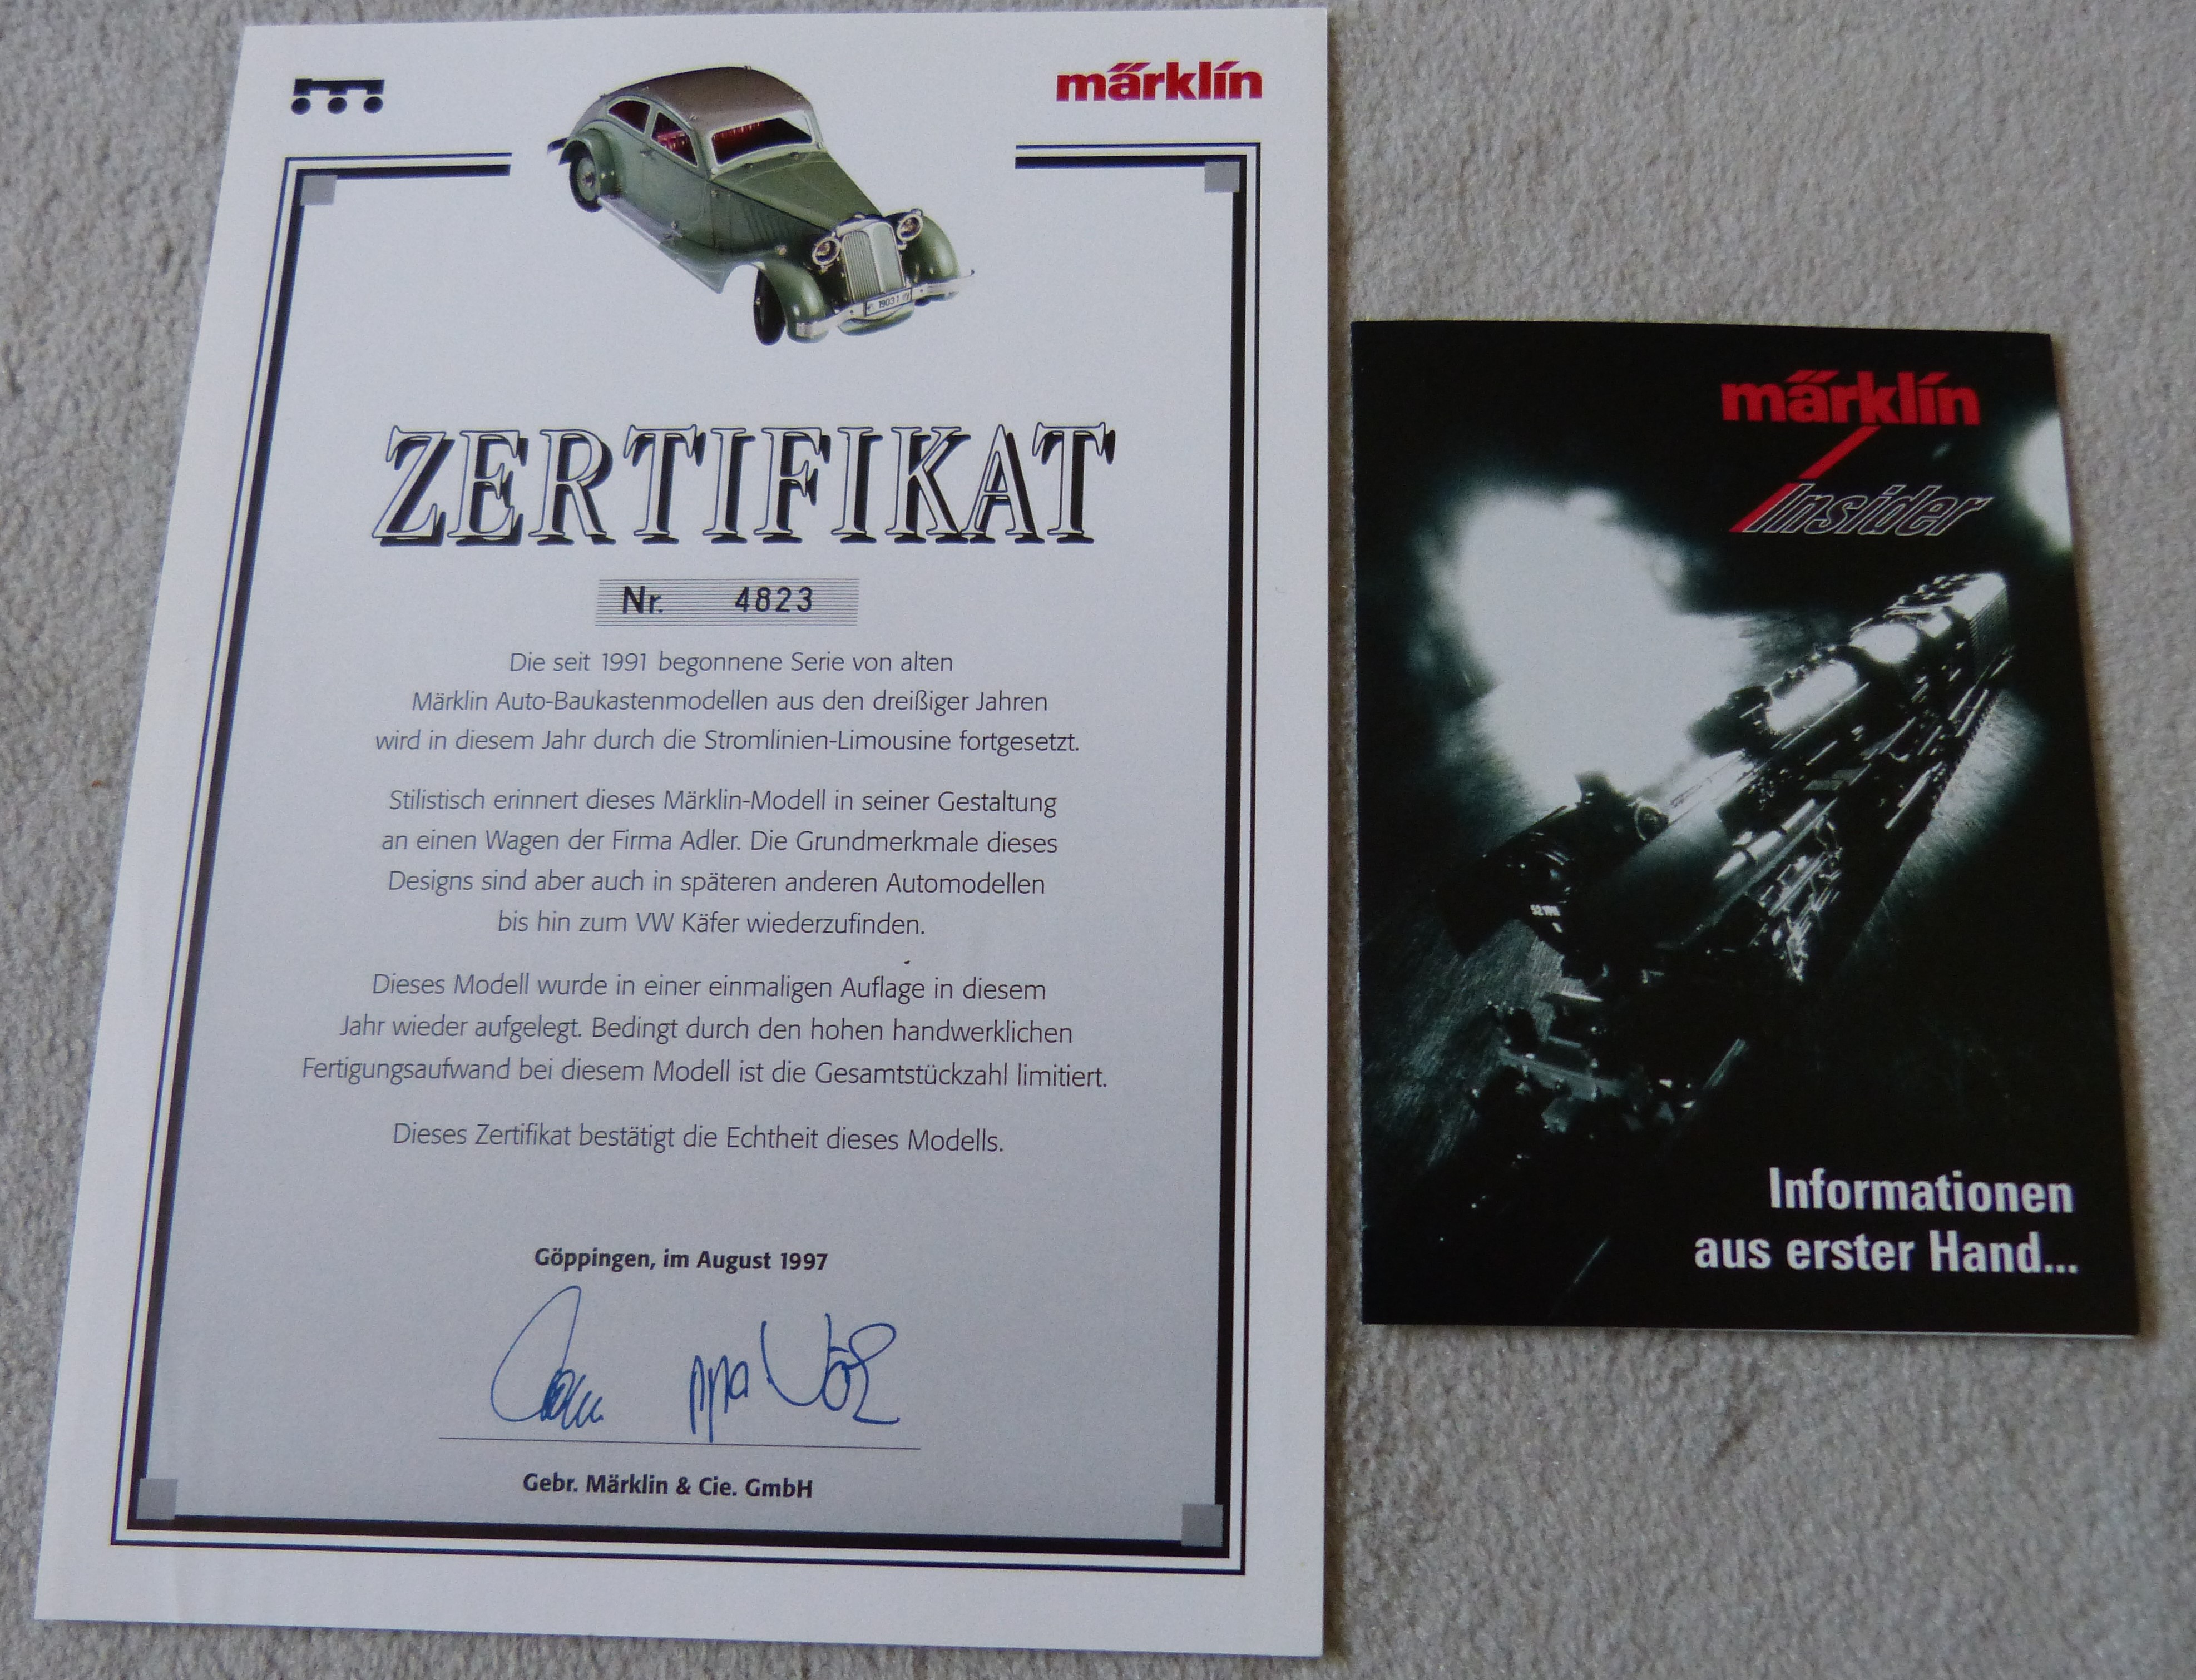 märklin
19031
ZERTIFIKAT
Nr. 4823
Die seit 1991 begonnene Serie von alten
Märklin Auto-Baukastenmodellen aus den dreißiger Jahren
wird in diesem Jahr durch die Stromlinien-Limousine fortgesetzt.
Stilistisch erinnert dieses Märklin-Modell in seiner Gestaltung
an einen Wagen der Firma Adler. Die Grundmerkmale dieses
Designs sind aber auch in späteren anderen Automodellen
bis hin zum VW Käfer wiederzufinden.
Dieses Modell wurde in einer einmaligen Auflage in diesem
Jahr wieder aufgelegt. Bedingt durch den hohen handwerklichen
Fertigungsaufwand bei diesem Modell ist die Gesamtstückzahl limitiert.
Dieses Zertifikat bestätigt die Echtheit dieses Modells.
Göppingen, im August 1997
Gebr. Märklin & Cie. GmbH
märklin
Insider
Informationen
aus erster Hand...